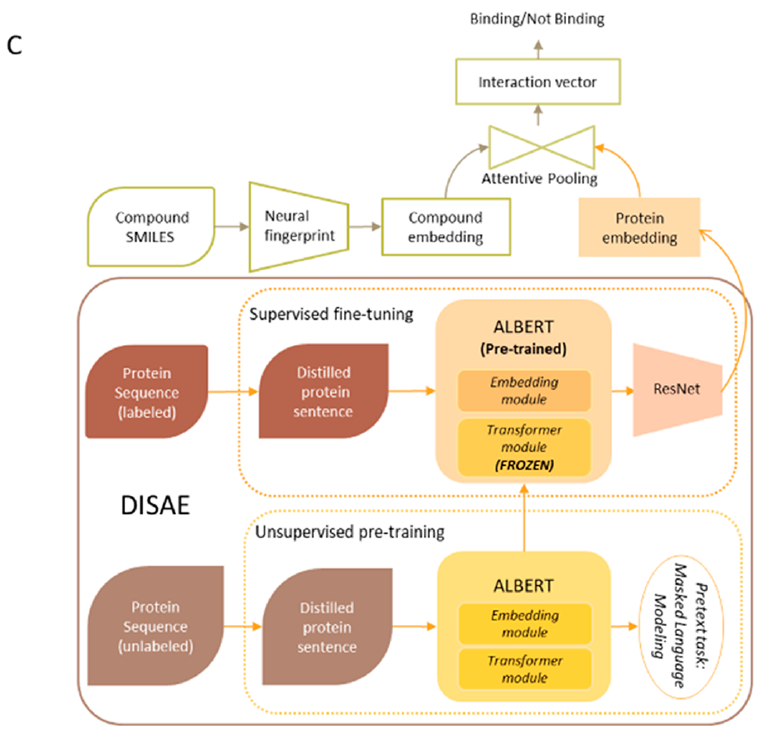 C
Binding/Not Binding
Interaction vector
Attentive Pooling
Compound
SMILES
Neural
fingerprint
Compound
embedding
Protein
embedding
Supervised fine-tuning
Protein
Sequence
(labeled)
Distilled
protein
sentence
ALBERT
(Pre-trained)
Embedding
module
Transformer
module
(FROZEN)
ResNet
DISAE
Unsupervised pre-training
Protein
Sequence
(unlabeled)
Distilled
protein
sentence
ALBERT
Embedding
module
Transformer
module
Pretext task:
Masked Language
Modeling